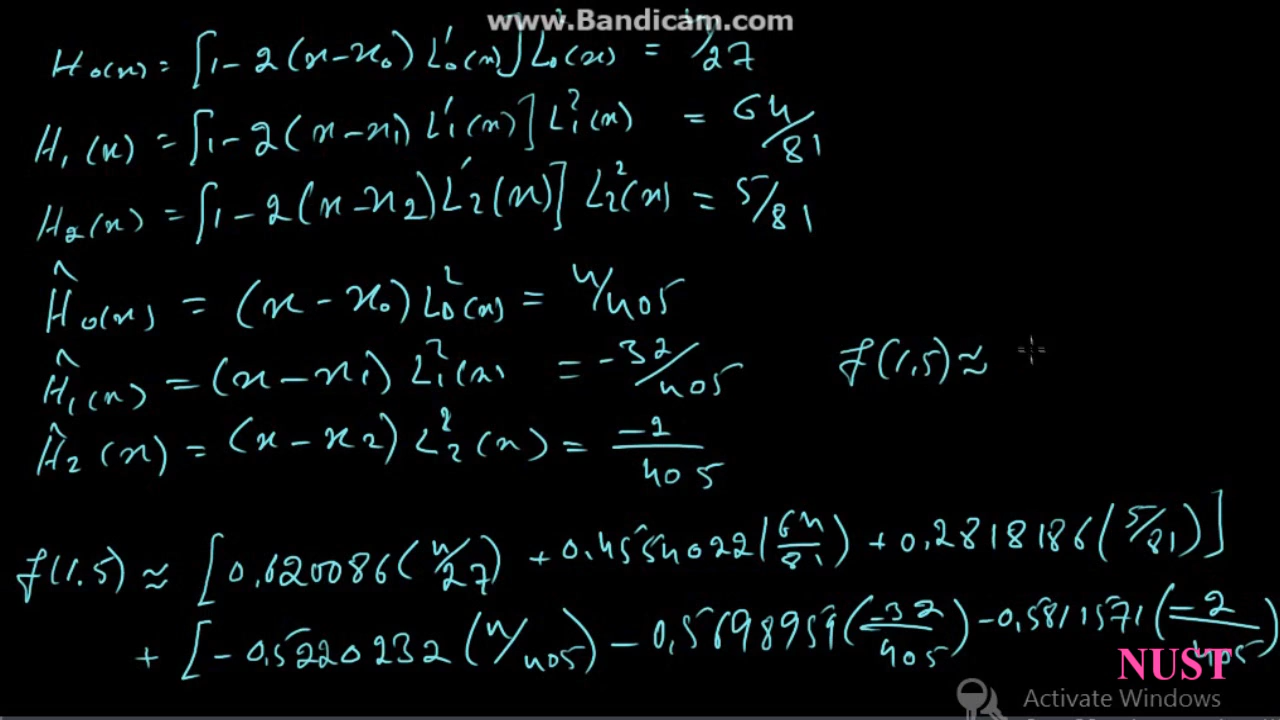 www.Bandicam.com
H₀(x) = [1 - 2(x - x₀) L₀'(x)] L₀²(x) = 4/27
H₁(x) = [1 - 2(x - x₁) L₁'(x)] L₁²(x) = 64/81
H₂(x) = [1 - 2(x - x₂) L₂'(x)] L₂²(x) = 5/81
Ĥ₀(x) = (x - x₀) L₀²(x) = 4/405
Ĥ₁(x) = (x - x₁) L₁²(x) = -32/405
f(1.5) ≈
Ĥ₂(x) = (x - x₂) L₂²(x) = -2/405
f(1.5) ≈ [0.620086(4/27) + 0.4554022(64/81) + 0.2818186(5/81)]
+ [-0.5220232(4/405) - 0.5698959(-32/405) - 0.5811571(-2/405)
NUST
Activate Windows